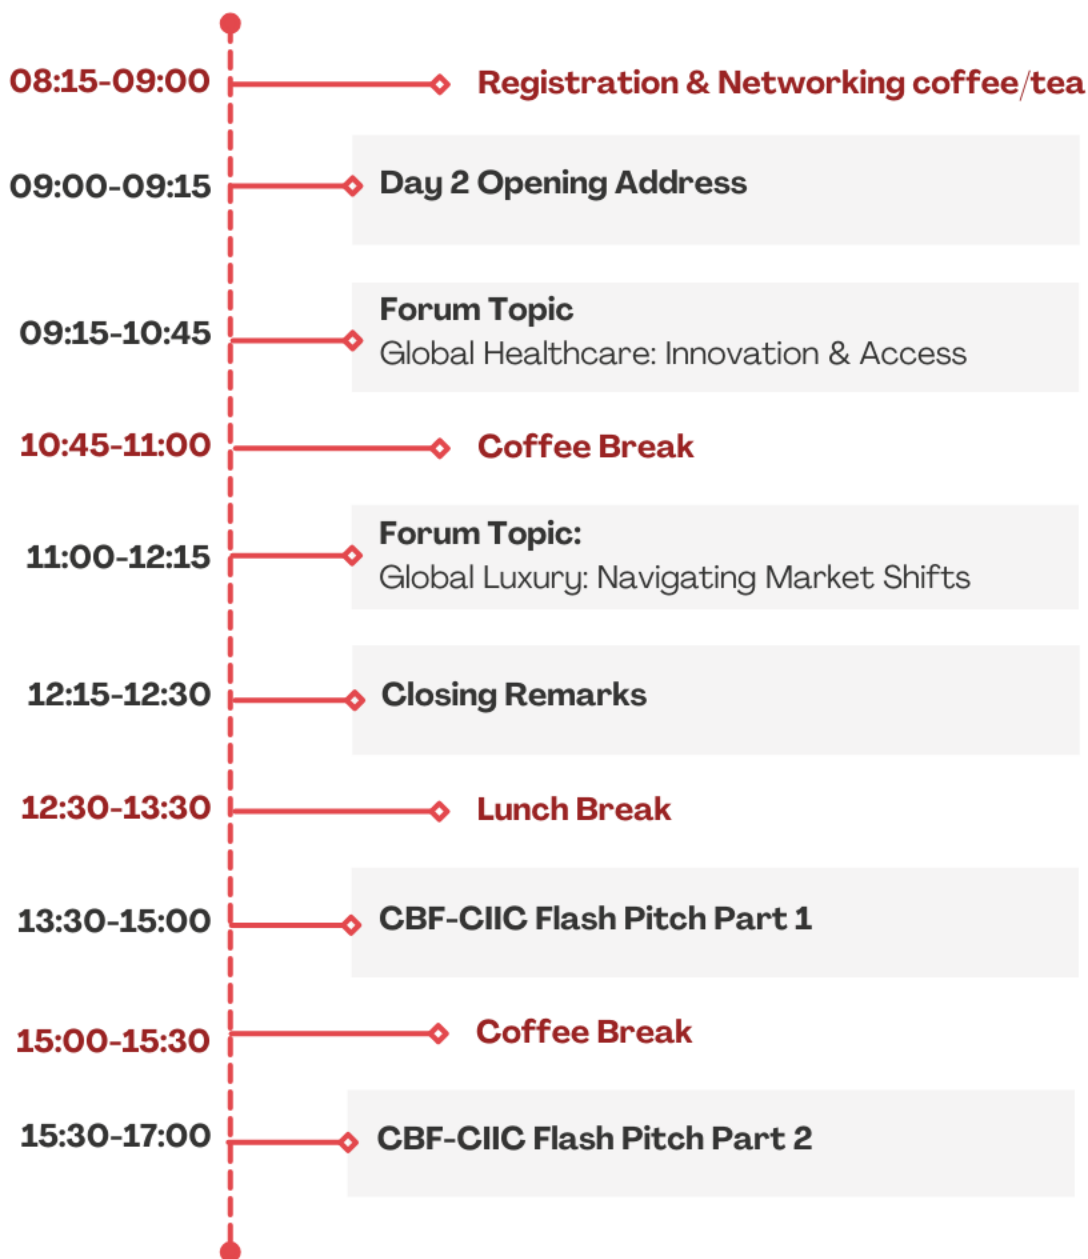 08:15-09:00 Registration & Networking coffee/tea
09:00-09:15 Day 2 Opening Address
09:15-10:45 Forum Topic
Global Healthcare: Innovation & Access
10:45-11:00 Coffee Break
11:00-12:15 Forum Topic:
Global Luxury: Navigating Market Shifts
12:15-12:30 Closing Remarks
12:30-13:30 Lunch Break
13:30-15:00 CBF-CIIC Flash Pitch Part 1
15:00-15:30 Coffee Break
15:30-17:00 CBF-CIIC Flash Pitch Part 2